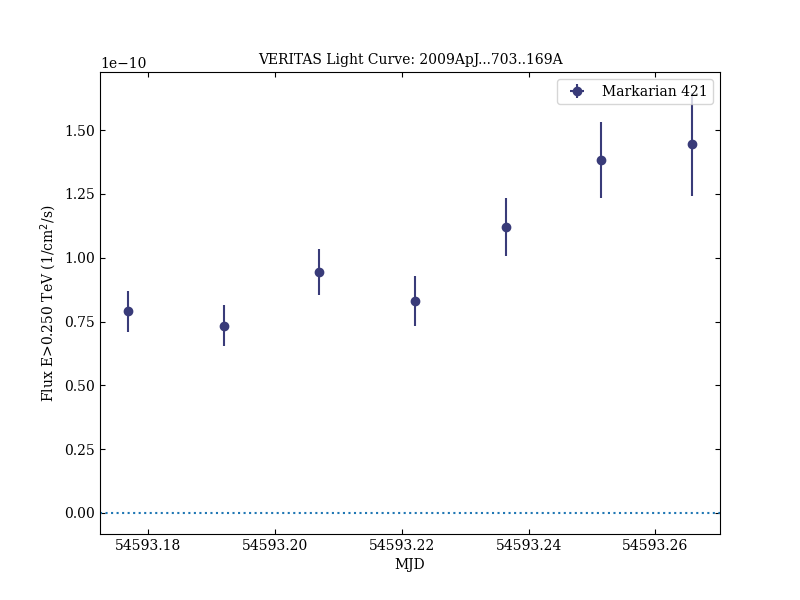 VERITAS Light Curve: 2009ApJ...703..169A
1e−10
Markarian 421
1.50
1.25
1.00
0.75
0.50
0.25
0.00
Flux E>0.250 TeV (1/cm²/s)
54593.18 54593.20 54593.22 54593.24 54593.26
MJD